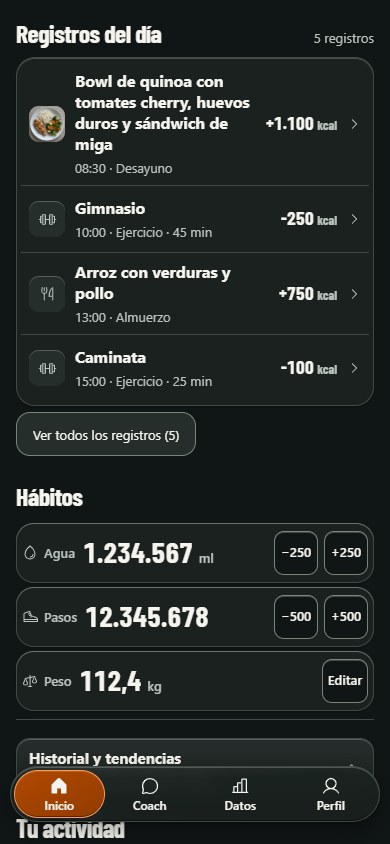 Registros del día
5 registros
Bowl de quinoa con
tomates cherry, huevos
duros y sándwich de
miga
+1.100 kcal
08:30 · Desayuno
Gimnasio
-250 kcal
10:00 · Ejercicio · 45 min
Arroz con verduras y
pollo
+750 kcal
13:00 · Almuerzo
Caminata
-100 kcal
15:00 · Ejercicio · 25 min
Ver todos los registros (5)
Hábitos
Agua 1.234.567 ml
−250
+250
Pasos 12.345.678
−500
+500
Peso 112,4 kg
Editar
Historial y tendencias
Inicio
Coach
Datos
Perfil
Tu actividad